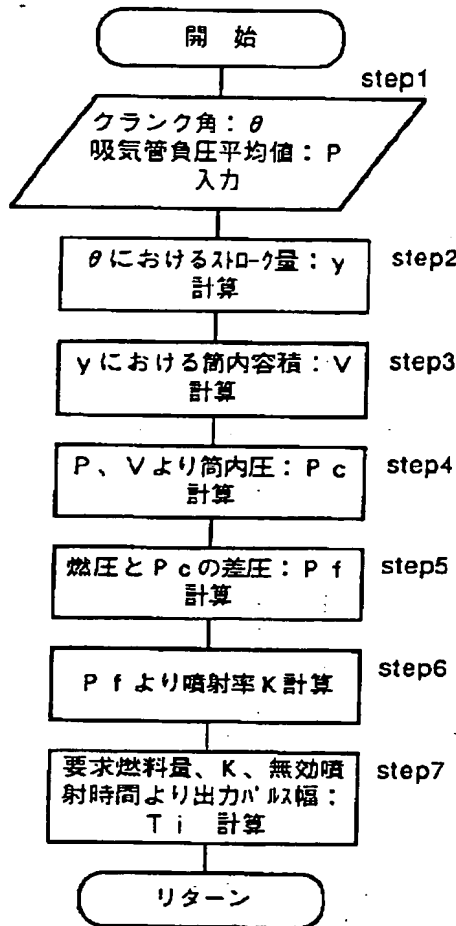 開 始
step1
クランク角：θ
吸気管負圧平均値：P
入力
θにおけるストローク量：y
計算
step2
yにおける筒内容積：V
計算
step3
P、Vより筒内圧：Pc
計算
step4
燃圧とPcの差圧：Pf
計算
step5
Pfより噴射率K計算
step6
要求燃料量、K、無効噴
射時間より出力パルス幅：
Ti 計算
step7
リターン